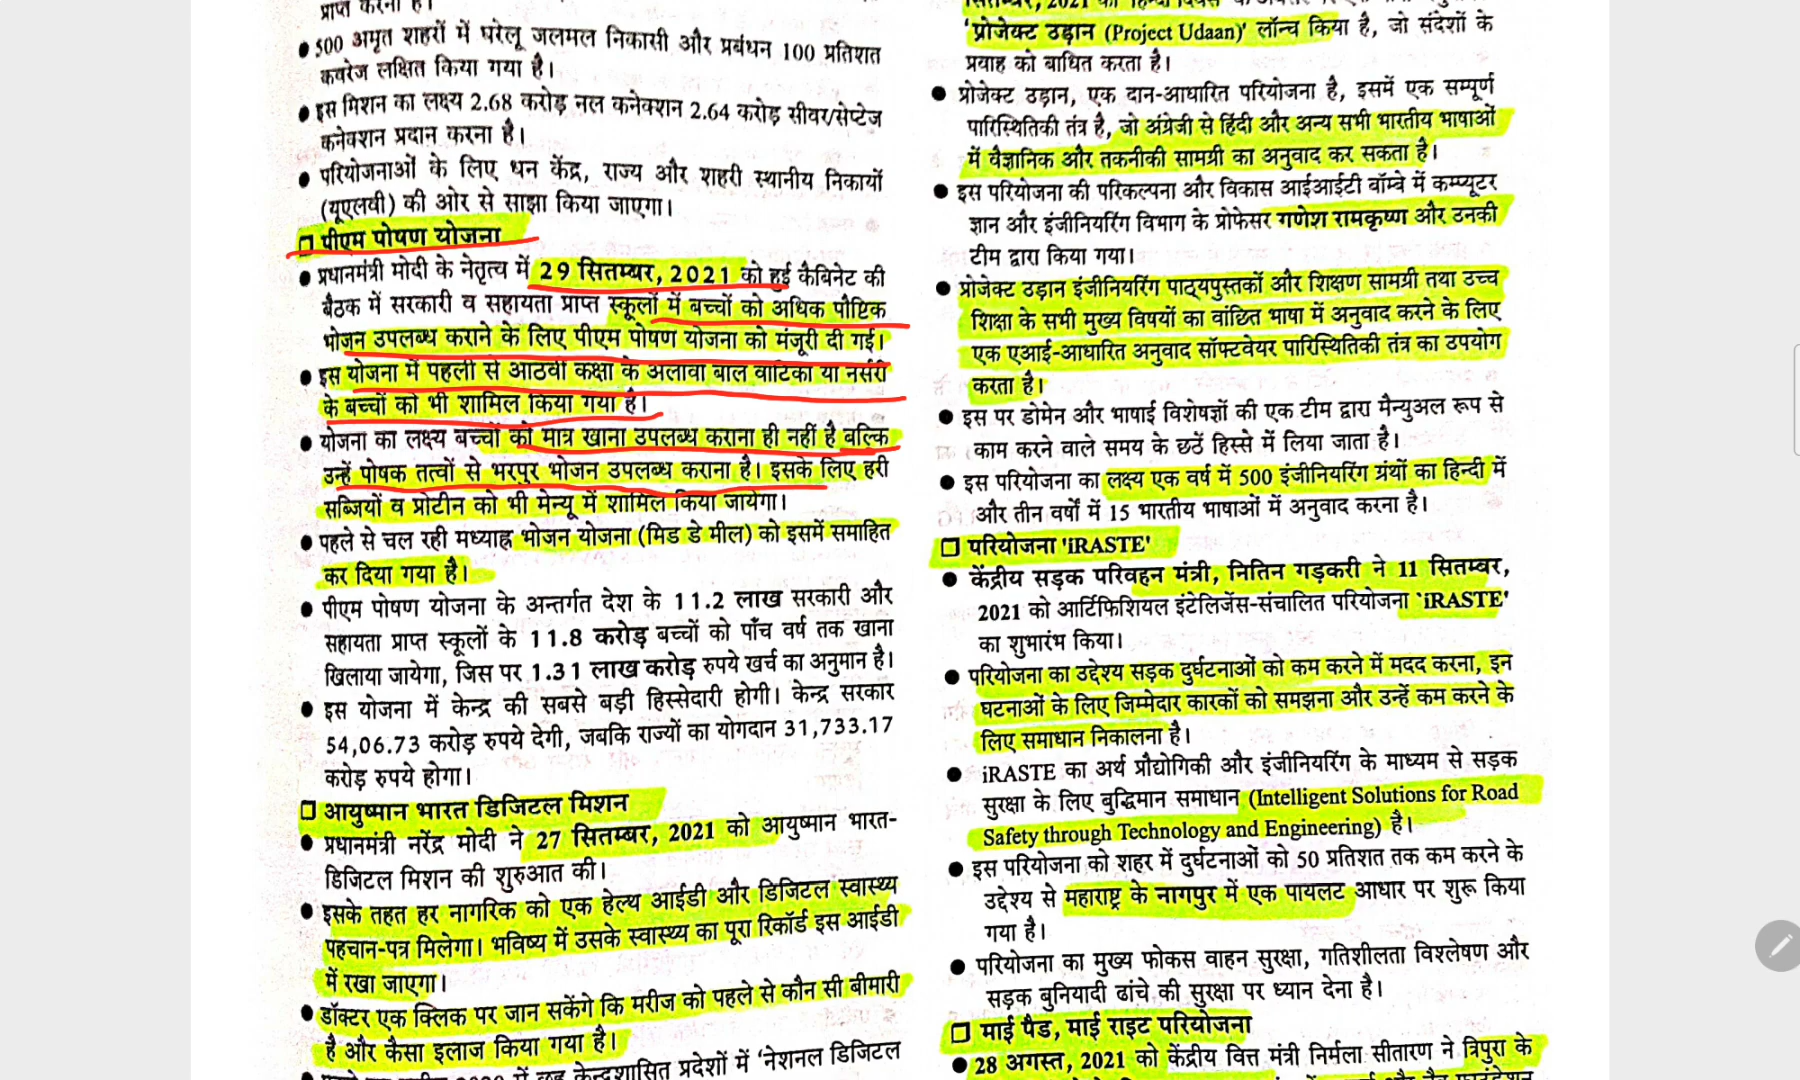 प्राप्त करना है।
● 500 अमृत शहरों में घरेलू जलमल निकासी और प्रबंधन 100 प्रतिशत
कवरेज लक्षित किया गया है।
● इस मिशन का लक्ष्य 2.68 करोड़ नल कनेक्शन 2.64 करोड़ सीवर/सेप्टेज
कनेक्शन प्रदान करना है।
● परियोजनाओं के लिए धन केंद्र, राज्य और शहरी स्थानीय निकायों
(यूएलबी) की ओर से साझा किया जाएगा।
❑ पीएम पोषण योजना
● प्रधानमंत्री मोदी के नेतृत्व में 29 सितम्बर, 2021 को हुई कैबिनेट की
बैठक में सरकारी व सहायता प्राप्त स्कूलों में बच्चों को अधिक पौष्टिक
भोजन उपलब्ध कराने के लिए पीएम पोषण योजना को मंजूरी दी गई।
● इस योजना में पहली से आठवीं कक्षा के अलावा बाल वाटिका या नर्सरी
के बच्चों को भी शामिल किया गया है।
● योजना का लक्ष्य बच्चों को मात्र खाना उपलब्ध कराना ही नहीं है बल्कि
उन्हें पोषक तत्वों से भरपूर भोजन उपलब्ध कराना है। इसके लिए हरी
सब्जियों व प्रोटीन को भी मेन्यू में शामिल किया जायेगा।
● पहले से चल रही मध्याह्न भोजन योजना (मिड डे मील) को इसमें समाहित
कर दिया गया है।
● पीएम पोषण योजना के अन्तर्गत देश के 11.2 लाख सरकारी और
सहायता प्राप्त स्कूलों के 11.8 करोड़ बच्चों को पाँच वर्ष तक खाना
खिलाया जायेगा, जिस पर 1.31 लाख करोड़ रुपये खर्च का अनुमान है।
● इस योजना में केन्द्र की सबसे बड़ी हिस्सेदारी होगी। केन्द्र सरकार
54,06.73 करोड़ रुपये देगी, जबकि राज्यों का योगदान 31,733.17
करोड़ रुपये होगा।
❑ आयुष्मान भारत डिजिटल मिशन
● प्रधानमंत्री नरेंद्र मोदी ने 27 सितम्बर, 2021 को आयुष्मान भारत-
डिजिटल मिशन की शुरुआत की।
● इसके तहत हर नागरिक को एक हेल्थ आईडी और डिजिटल स्वास्थ्य
पहचान-पत्र मिलेगा। भविष्य में उसके स्वास्थ्य का पूरा रिकॉर्ड इस आईडी
में रखा जाएगा।
● डॉक्टर एक क्लिक पर जान सकेंगे कि मरीज को पहले से कौन सी बीमारी
है और कैसा इलाज किया गया है।
में छह केन्द्रशासित प्रदेशों में 'नेशनल डिजिटल
सितम्बर, 2021 को हिन्दी दिवस
'प्रोजेक्ट उड़ान (Project Udaan)' लॉन्च किया है, जो संदेशों के
प्रवाह को बाधित करता है।
● प्रोजेक्ट उड़ान, एक दान-आधारित परियोजना है, इसमें एक सम्पूर्ण
पारिस्थितिकी तंत्र है, जो अंग्रेजी से हिंदी और अन्य सभी भारतीय भाषाओं
में वैज्ञानिक और तकनीकी सामग्री का अनुवाद कर सकता है।
● इस परियोजना की परिकल्पना और विकास आईआईटी बॉम्बे में कम्प्यूटर
ज्ञान और इंजीनियरिंग विभाग के प्रोफेसर गणेश रामकृष्ण और उनकी
टीम द्वारा किया गया।
● प्रोजेक्ट उड़ान इंजीनियरिंग पाठ्यपुस्तकों और शिक्षण सामग्री तथा उच्च
शिक्षा के सभी मुख्य विषयों का वांछित भाषा में अनुवाद करने के लिए
एक एआई-आधारित अनुवाद सॉफ्टवेयर पारिस्थितिकी तंत्र का उपयोग
करता है।
● इस पर डोमेन और भाषाई विशेषज्ञों की एक टीम द्वारा मैन्युअल रूप से
काम करने वाले समय के छठें हिस्से में लिया जाता है।
● इस परियोजना का लक्ष्य एक वर्ष में 500 इंजीनियरिंग ग्रंथों का हिन्दी में
और तीन वर्षों में 15 भारतीय भाषाओं में अनुवाद करना है।
❑ परियोजना 'iRASTE'
● केंद्रीय सड़क परिवहन मंत्री, नितिन गड़करी ने 11 सितम्बर,
2021 को आर्टिफिशियल इंटेलिजेंस-संचालित परियोजना `iRASTE'
का शुभारंभ किया।
● परियोजना का उद्देश्य सड़क दुर्घटनाओं को कम करने में मदद करना, इन
घटनाओं के लिए जिम्मेदार कारकों को समझना और उन्हें कम करने के
लिए समाधान निकालना है।
● iRASTE का अर्थ प्रौद्योगिकी और इंजीनियरिंग के माध्यम से सड़क
सुरक्षा के लिए बुद्धिमान समाधान (Intelligent Solutions for Road
Safety through Technology and Engineering) है।
● इस परियोजना को शहर में दुर्घटनाओं को 50 प्रतिशत तक कम करने के
उद्देश्य से महाराष्ट्र के नागपुर में एक पायलट आधार पर शुरू किया
गया है।
● परियोजना का मुख्य फोकस वाहन सुरक्षा, गतिशीलता विश्लेषण और
सड़क बुनियादी ढांचे की सुरक्षा पर ध्यान देना है।
❑ माई पैड, माई राइट परियोजना
● 28 अगस्त, 2021 को केंद्रीय वित्त मंत्री निर्मला सीतारण ने त्रिपुरा के